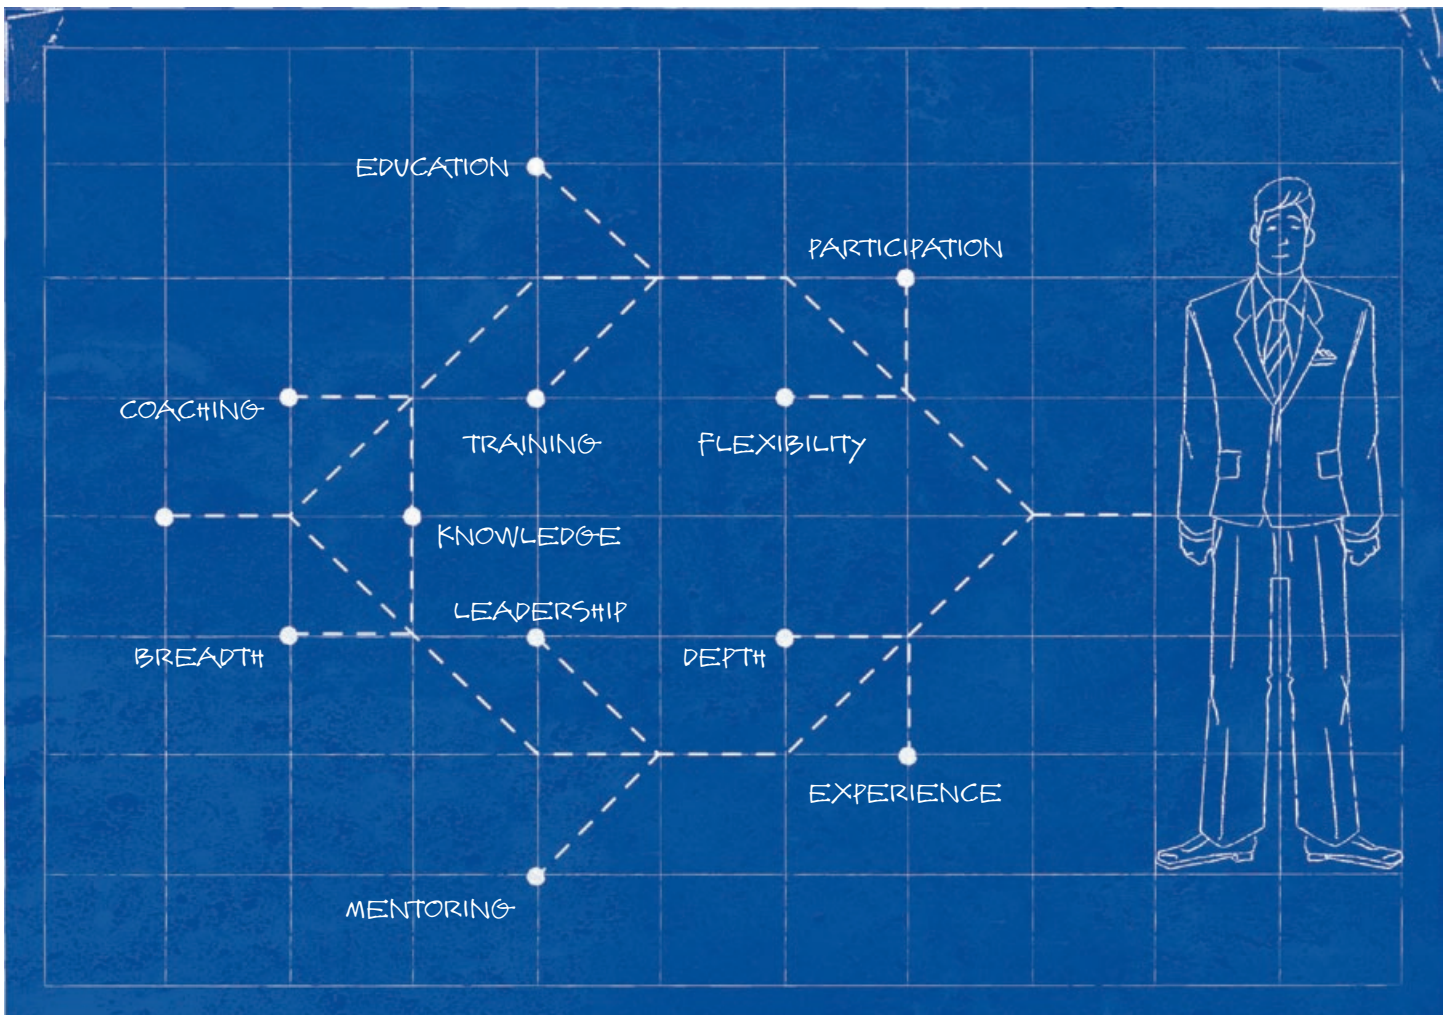 EDUCATION
PARTICIPATION
COACHING
TRAINING
FLEXIBILITY
KNOWLEDGE
LEADERSHIP
BREADTH
DEPTH
EXPERIENCE
MENTORING